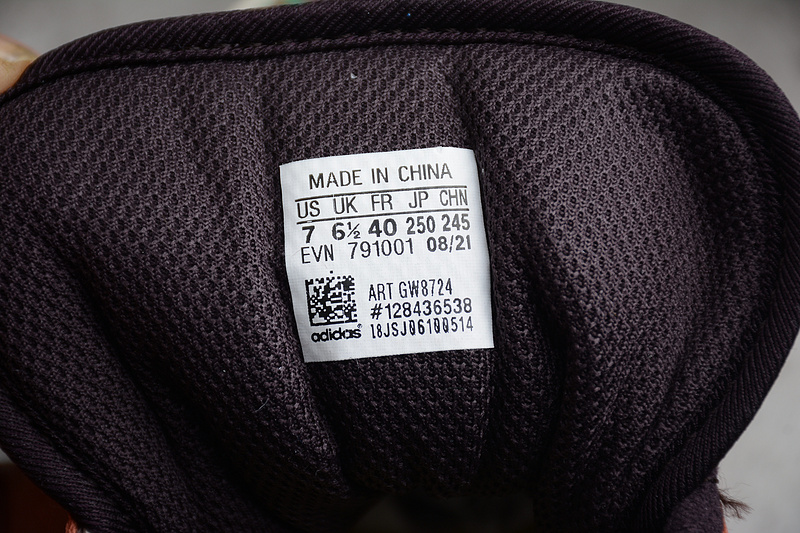 MADE IN CHINA
US UK FR JP CHN
7 6½ 40 250 245
EVN 791001 08/21
ART GW8724
#128436538
adidas® 18JSJ06100514